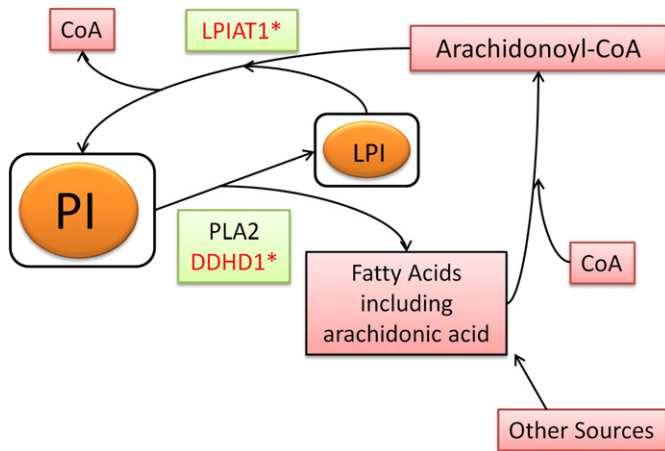 CoA
LPIAT1*
Arachidonoyl-CoA
LPI
PI
PLA2
DDHD1*
Fatty Acids
including
arachidonic acid
CoA
Other Sources